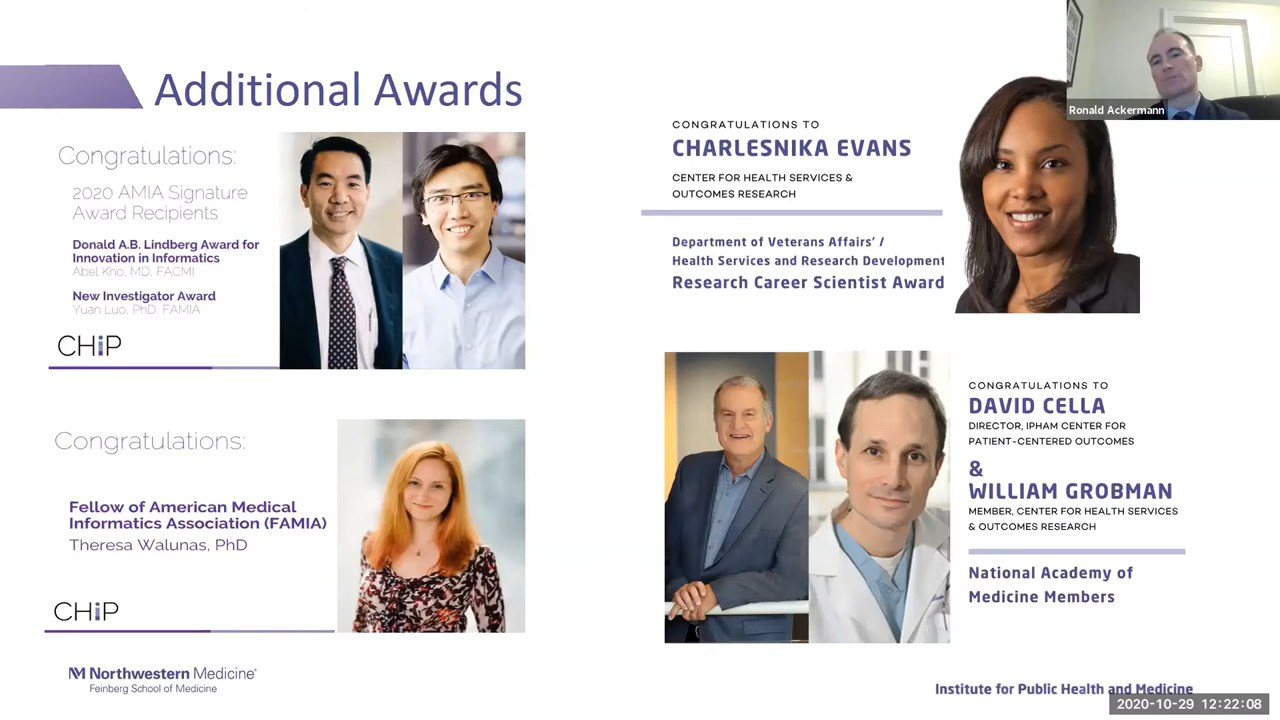 Additional Awards
Congratulations:
2020 AMIA Signature
Award Recipients
Donald A.B. Lindberg Award for
Innovation in Informatics
Abel Kho, MD, FACMI
New Investigator Award
Yuan Luo, PhD, FAMIA
CHiP
Congratulations:
Fellow of American Medical
Informatics Association (FAMIA)
Theresa Walunas, PhD
CHiP
Ronald Ackermann
CONGRATULATIONS TO
CHARLESNIKA EVANS
CENTER FOR HEALTH SERVICES &
OUTCOMES RESEARCH
Department of Veterans Affairs' /
Health Services and Research Development
Research Career Scientist Award
CONGRATULATIONS TO
DAVID CELLA
DIRECTOR, IPHAM CENTER FOR
PATIENT-CENTERED OUTCOMES
&
WILLIAM GROBMAN
MEMBER, CENTER FOR HEALTH SERVICES
& OUTCOMES RESEARCH
National Academy of
Medicine Members
M Northwestern Medicine®
Feinberg School of Medicine
Institute for Public Health and Medicine
2020-10-29 12:22:08